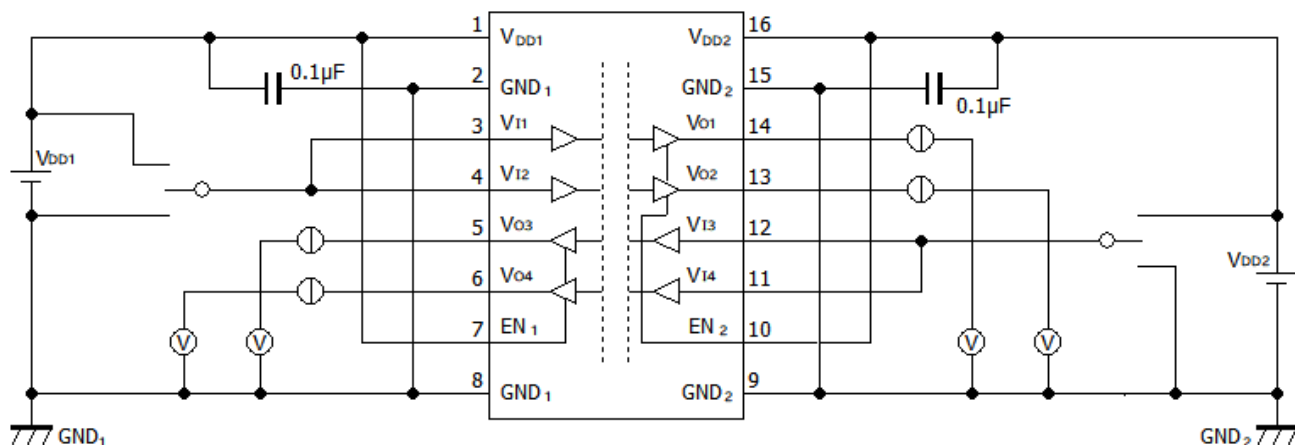 1 VDD1 VDD2 16
0.1μF 2 GND1 GND2 15 0.1μF
3 VI1 VO1 14
VDD1 4 VI2 VO2 13
5 VO3 VI3 12
VDD2
6 VO4 VI4 11
V V 7 EN1 EN2 10 V V
8 GND1 GND2 9
GND1 GND2